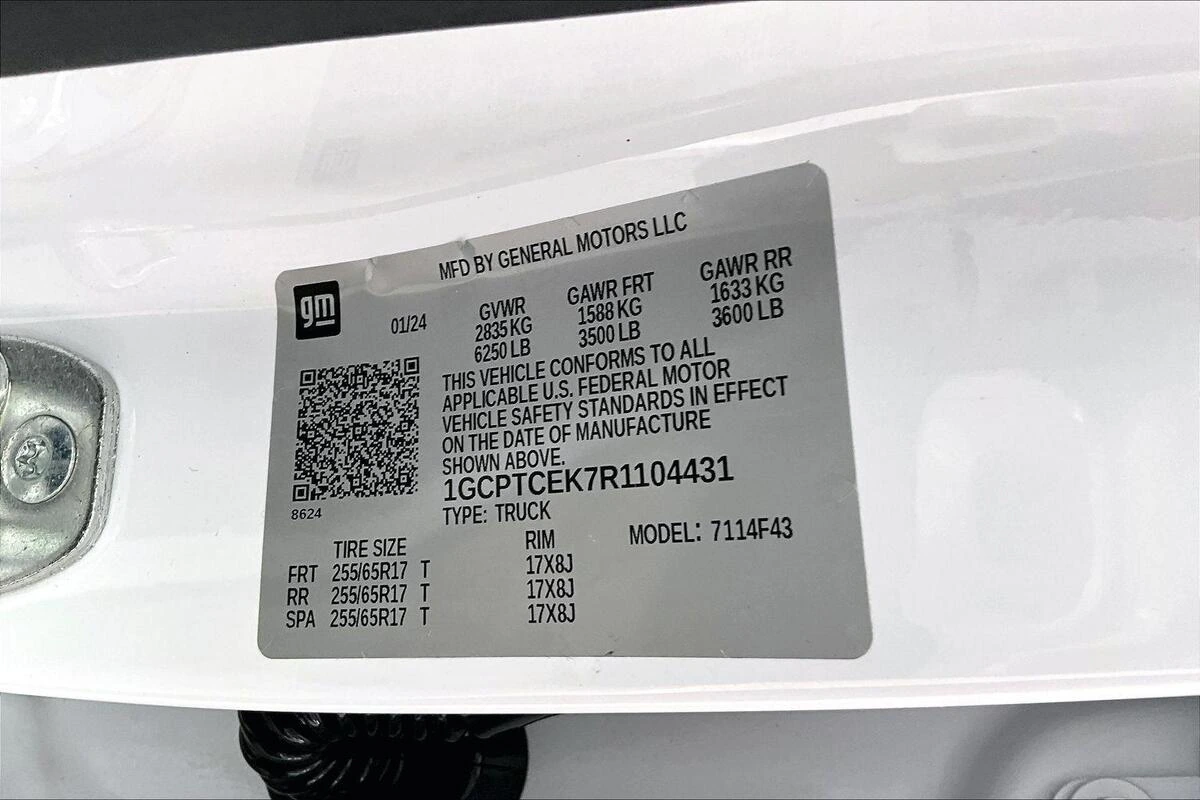 MFD BY GENERAL MOTORS LLC
gm
01/24
GVWR
2835 KG
6250 LB
GAWR FRT
1588 KG
3500 LB
GAWR RR
1633 KG
3600 LB
THIS VEHICLE CONFORMS TO ALL
APPLICABLE U.S. FEDERAL MOTOR
VEHICLE SAFETY STANDARDS IN EFFECT
ON THE DATE OF MANUFACTURE
SHOWN ABOVE.
1GCPTCEK7R1104431
8624
TYPE: TRUCK
MODEL: 7114F43
TIRE SIZE RIM
FRT 255/65R17 T 17X8J
RR 255/65R17 T 17X8J
SPA 255/65R17 T 17X8J